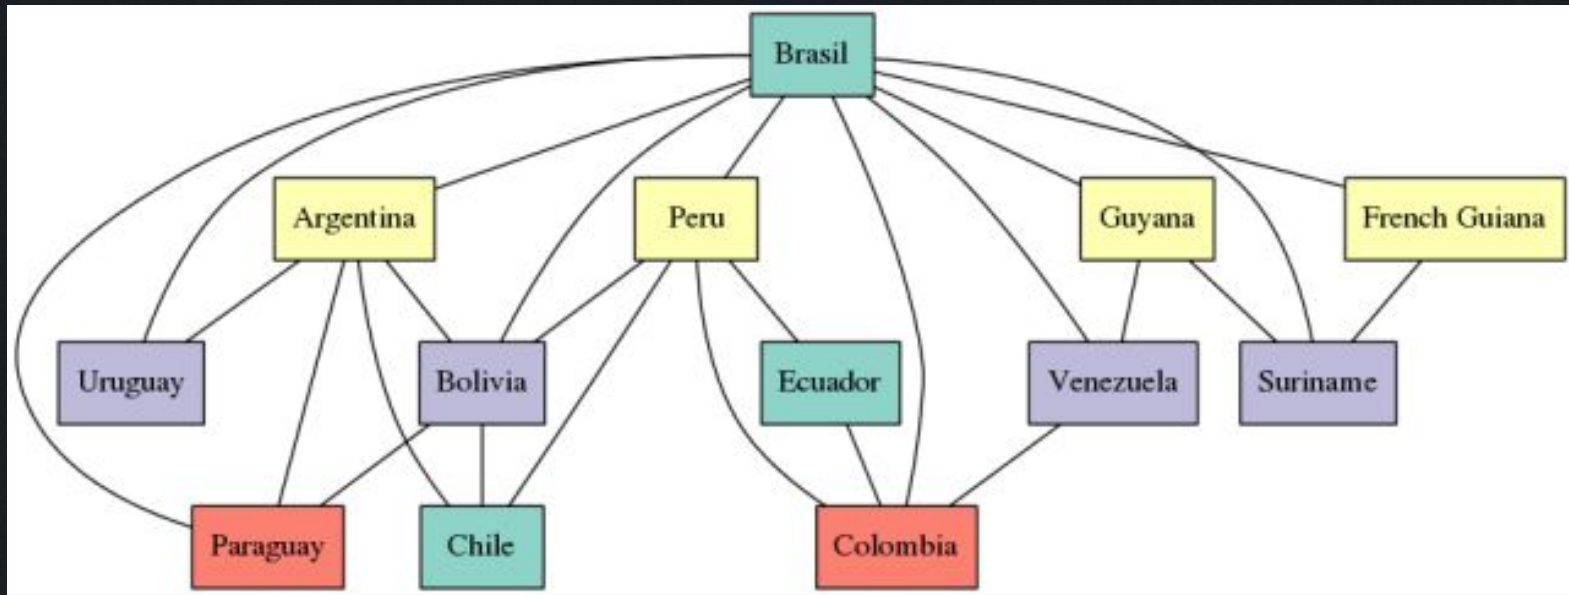 Brasil
Argentina
Peru
Guyana
French Guiana
Uruguay
Bolivia
Ecuador
Venezuela
Suriname
Paraguay
Chile
Colombia